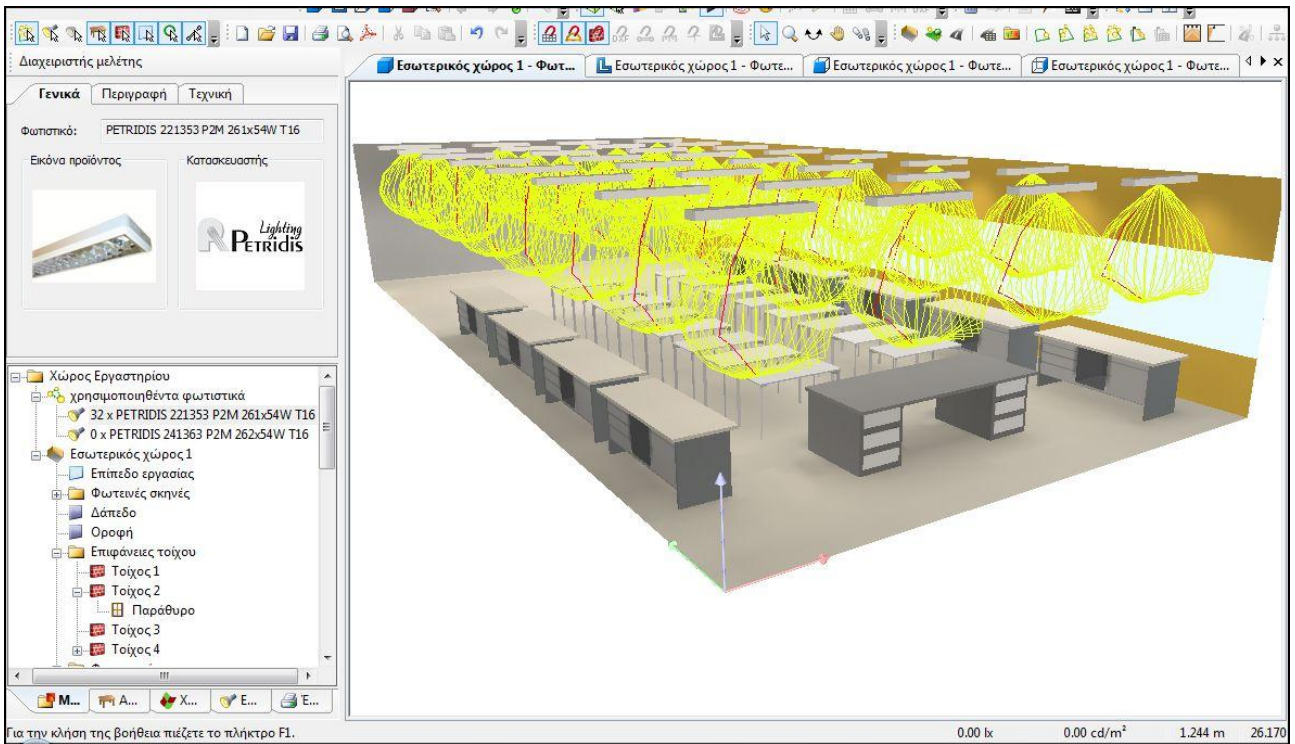 Διαχειριστής μελέτης
Εσωτερικός χώρος 1 - Φωτ...
Εσωτερικός χώρος 1 - Φωτε...
Εσωτερικός χώρος 1 - Φωτε...
Εσωτερικός χώρος 1 - Φωτε...
Γενικά Περιγραφή Τεχνική
Φωτιστικό: PETRIDIS 221353 P2M 261x54W T16
Εικόνα προϊόντος
Κατασκευαστής
Lighting
PETRIDIS
Χώρος Εργαστηρίου
χρησιμοποιηθέντα φωτιστικά
32 x PETRIDIS 221353 P2M 261x54W T16
0 x PETRIDIS 241363 P2M 262x54W T16
Εσωτερικός χώρος 1
Επίπεδο εργασίας
Φωτεινές σκηνές
Δάπεδο
Οροφή
Επιφάνειες τοίχου
Τοίχος 1
Τοίχος 2
Παράθυρο
Τοίχος 3
Τοίχος 4
Μ... Α... Χ... Ε... Έ...
Για την κλήση της βοήθεια πιέζετε το πλήκτρο F1.
0.00 lx 0.00 cd/m² 1.244 m 26.170